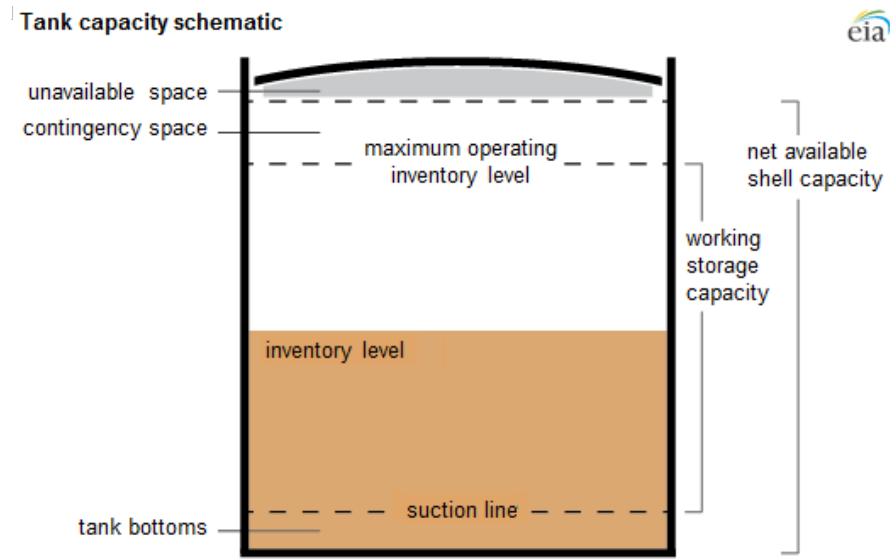 Tank capacity schematic
eia
unavailable space
contingency space
maximum operating
inventory level
net available
shell capacity
working
storage
capacity
inventory level
suction line
tank bottoms